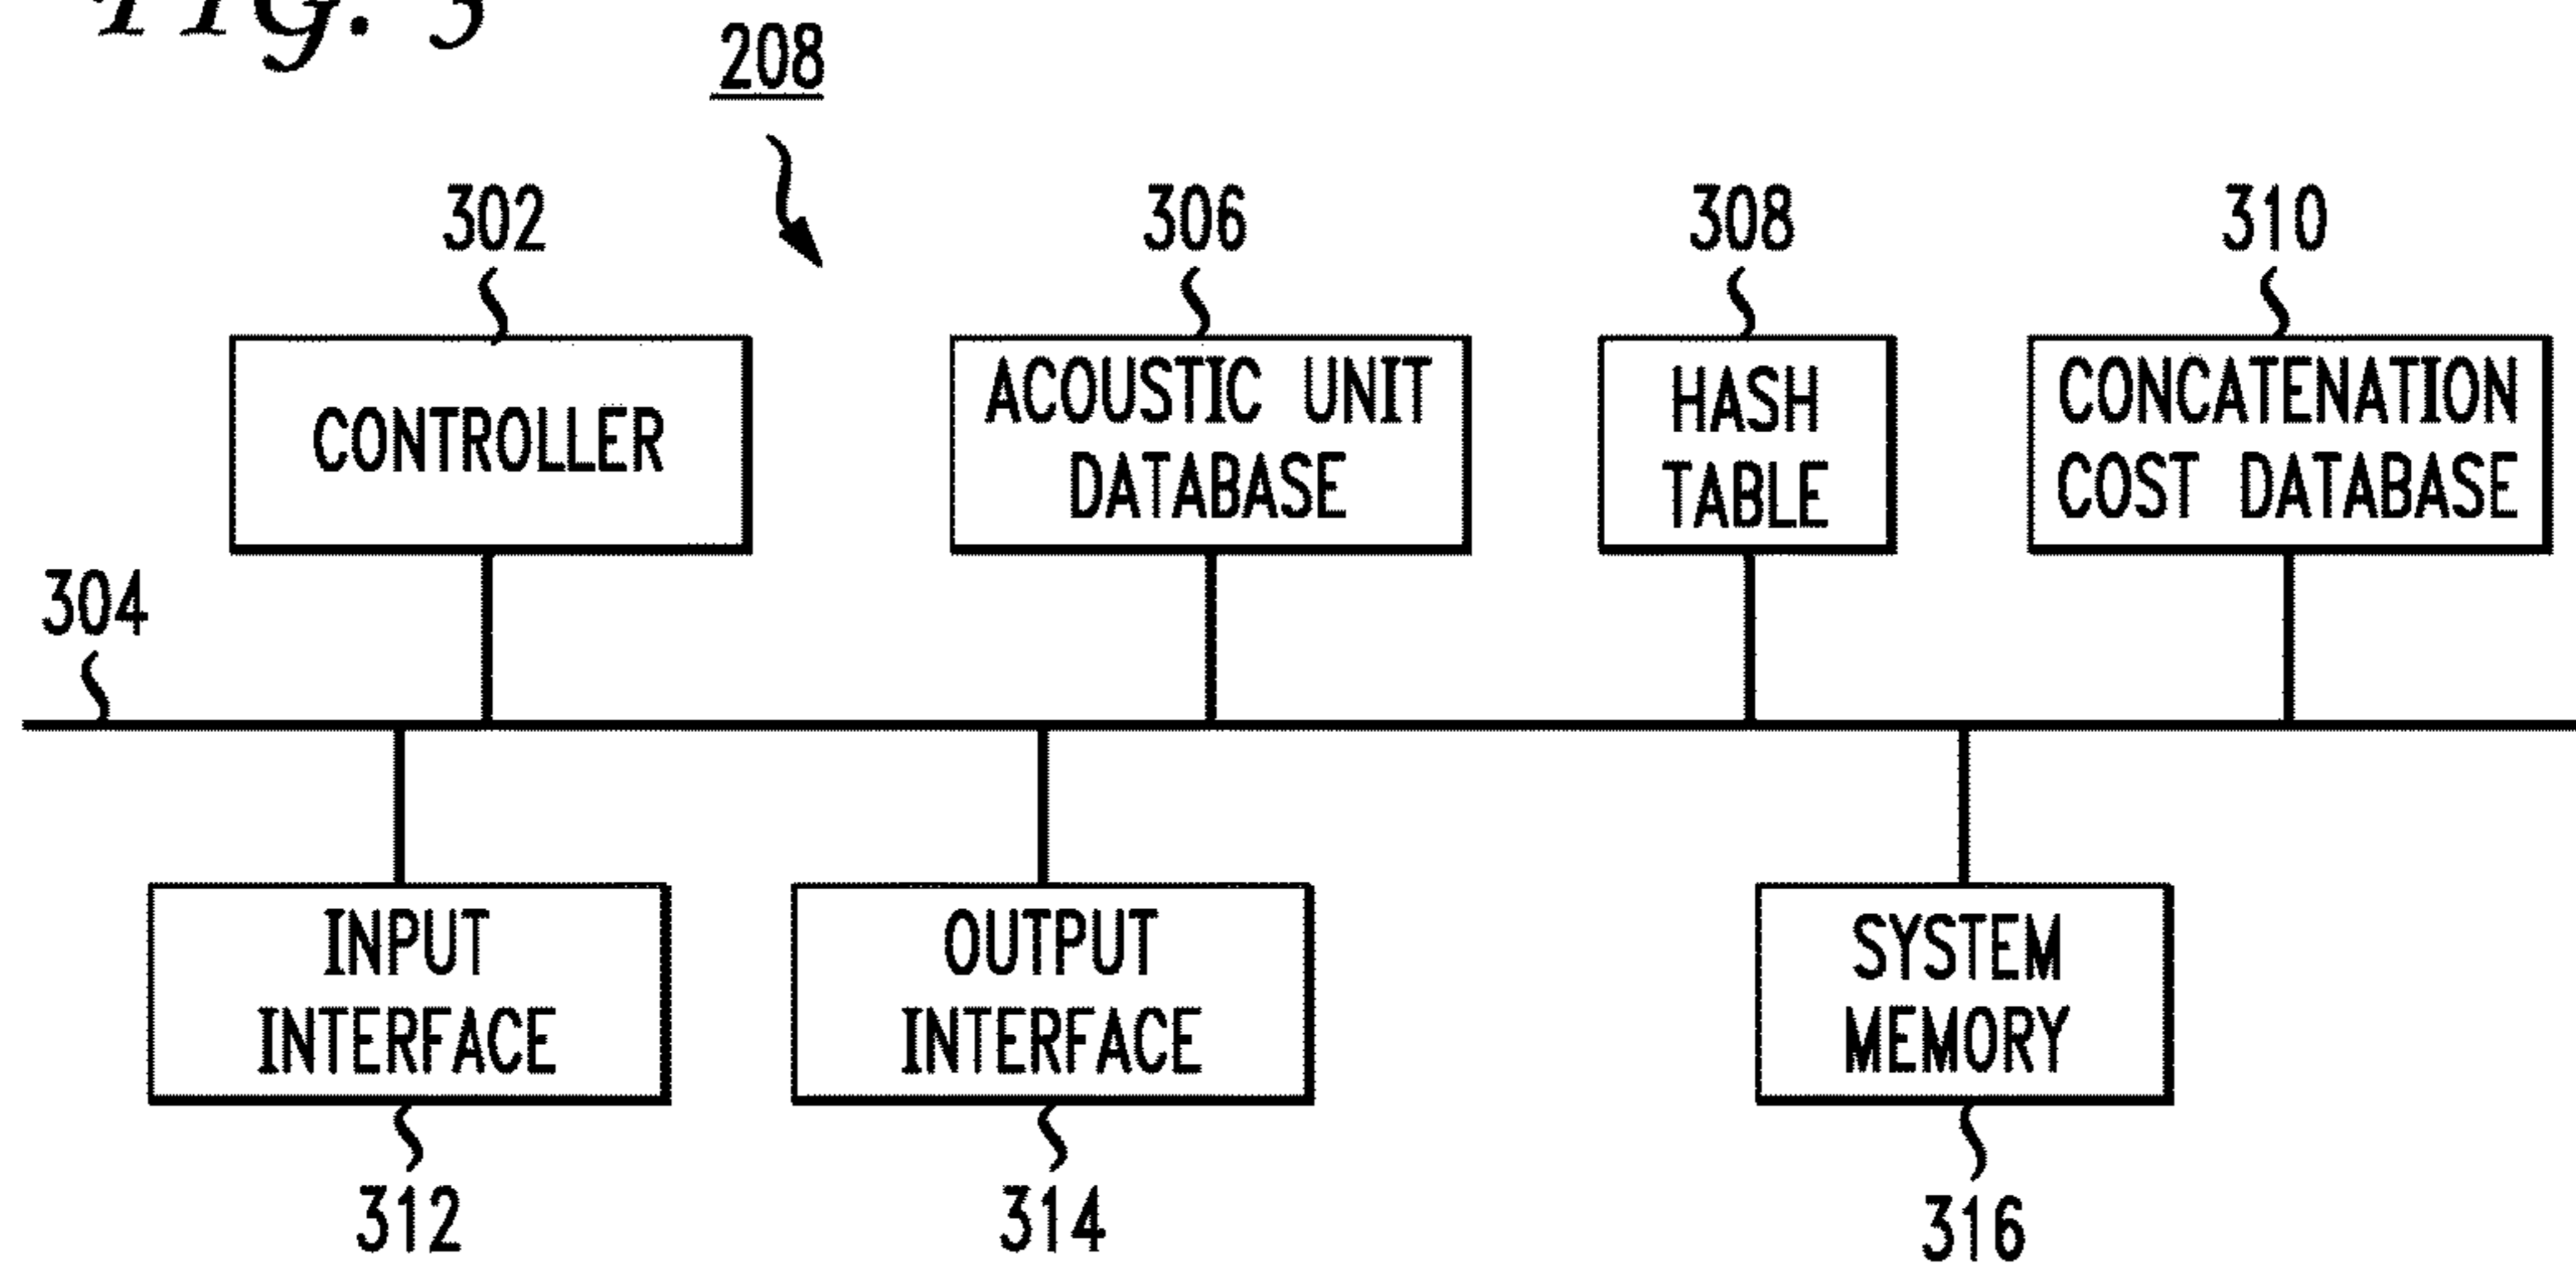 FIG. 3
208
302
306
308
310
CONTROLLER
ACOUSTIC UNIT
DATABASE
HASH
TABLE
CONCATENATION
COST DATABASE
304
INPUT
INTERFACE
OUTPUT
INTERFACE
SYSTEM
MEMORY
312
314
316